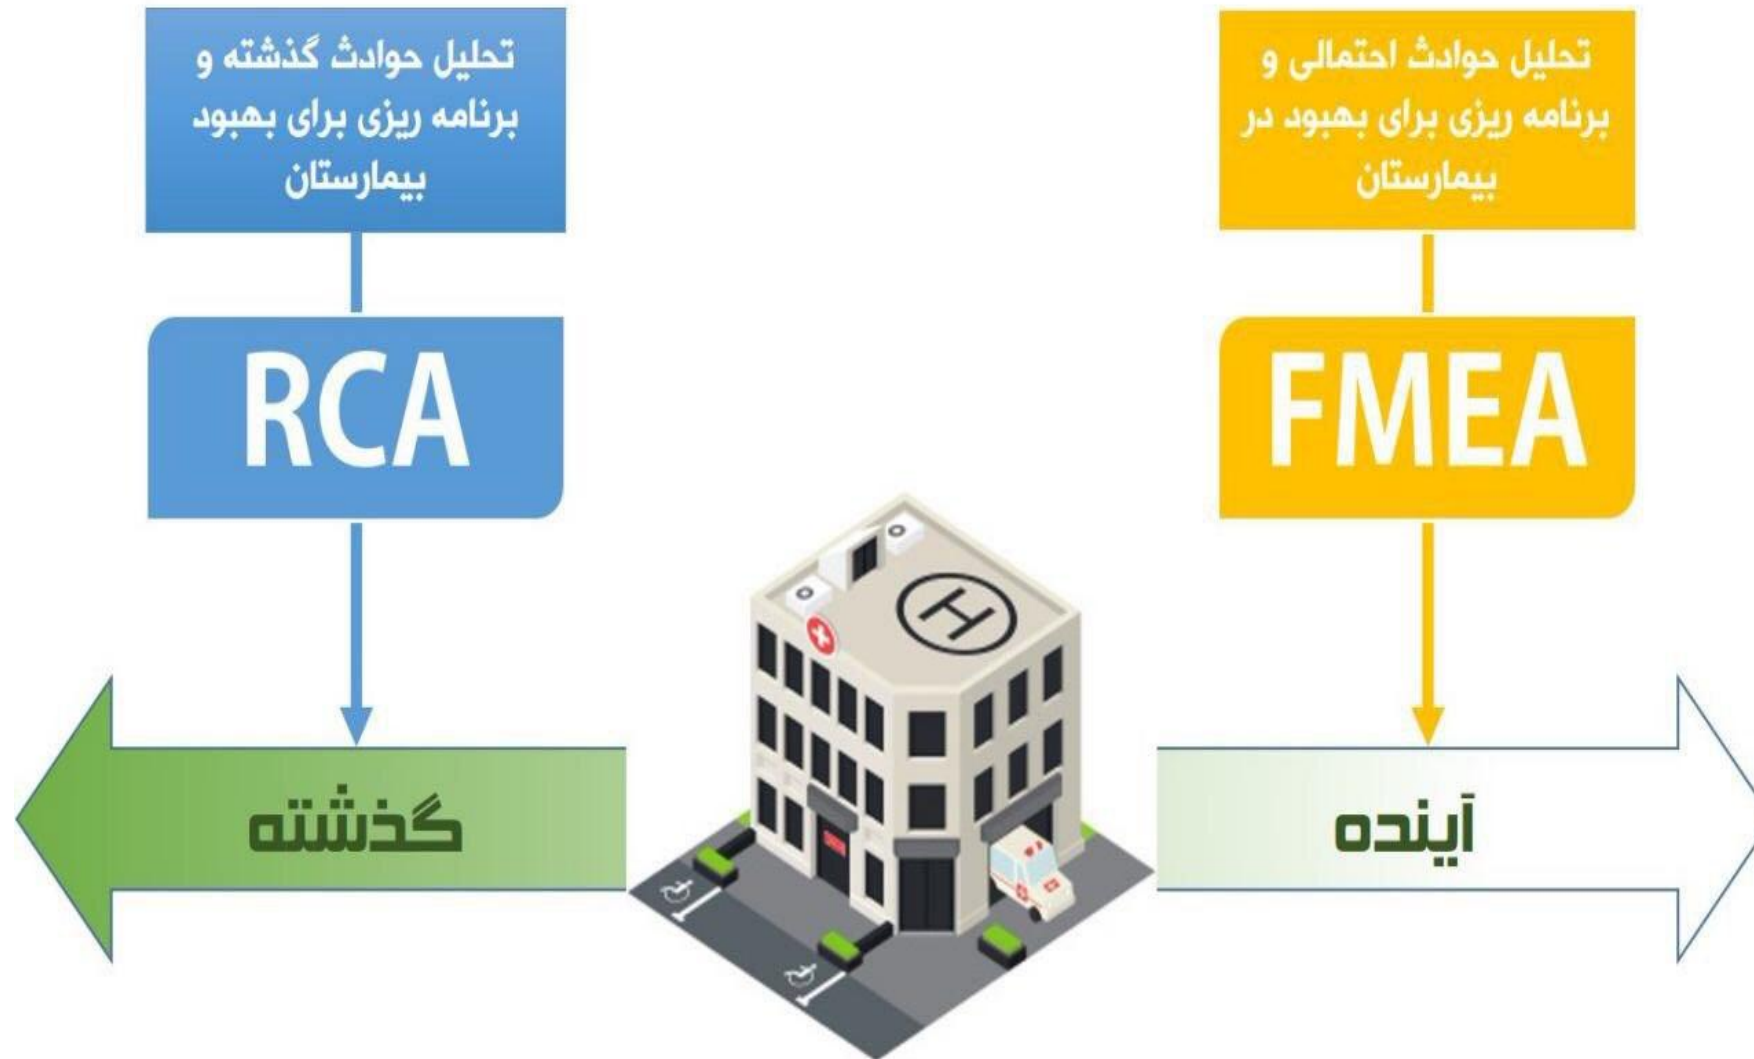 تحلیل حوادث احتمالی و
برنامه ریزی برای بهبود در
بیمارستان
FMEA
آینده
تحلیل حوادث گذشته و
برنامه ریزی برای بهبود
بیمارستان
RCA
گذشته
H